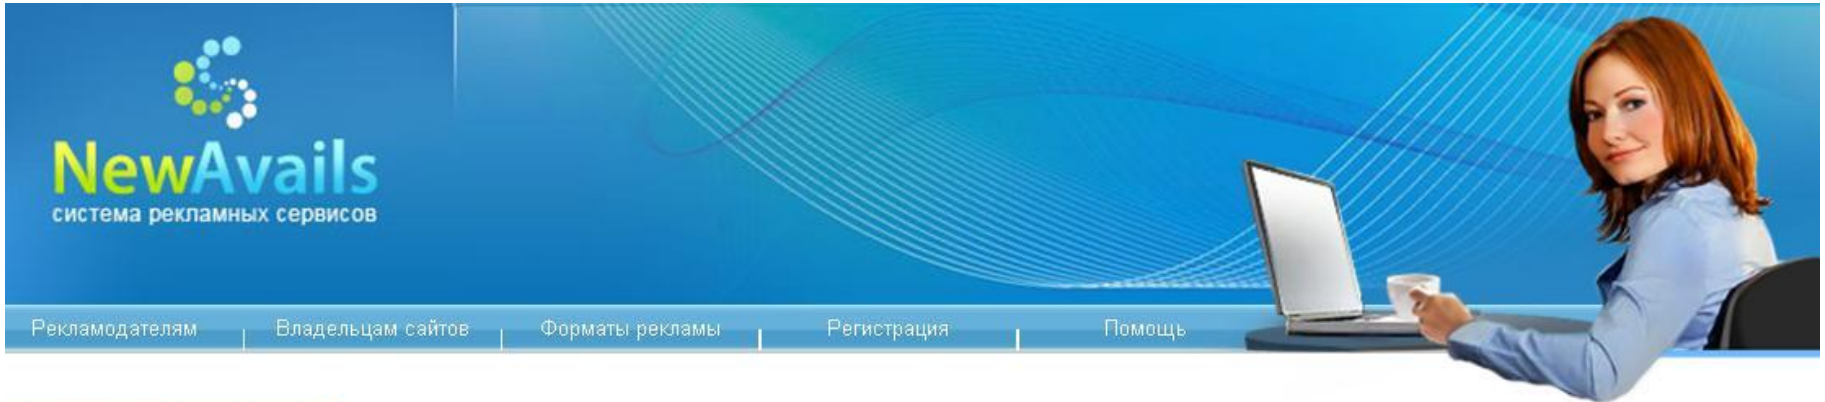 NewAvails
система рекламных сервисов
Рекламодателям
Владельцам сайтов
Форматы рекламы
Регистрация
Помощь